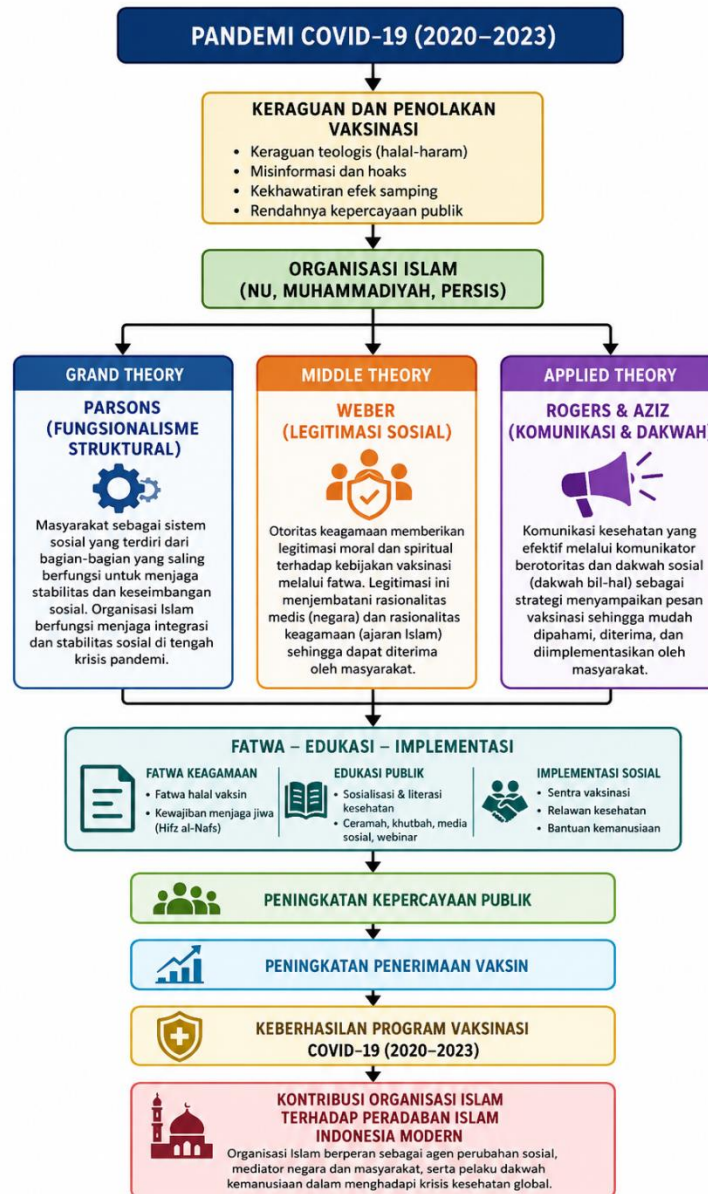 PANDEMI COVID-19 (2020–2023)
KERAGUAN DAN PENOLAKAN
VAKSINASI
• Keraguan teologis (halal-haram)
• Misinformasi dan hoaks
• Kekhawatiran efek samping
• Rendahnya kepercayaan publik
ORGANISASI ISLAM
(NU, MUHAMMADIYAH, PERSIS)
GRAND THEORY
PARSONS
(FUNGSIONALISME
STRUKTURAL)
Masyarakat sebagai sistem
sosial yang terdiri dari
bagian-bagian yang saling
berfungsi untuk menjaga
stabilitas dan keseimbangan
sosial. Organisasi Islam
berfungsi menjaga integrasi
dan stabilitas sosial di tengah
krisis pandemi.
MIDDLE THEORY
WEBER
(LEGITIMASI SOSIAL)
Otoritas keagamaan memberikan
legitimasi moral dan spiritual
terhadap kebijakan vaksinasi
melalui fatwa. Legitimasi ini
menjembatani rasionalitas
medis (negara) dan rasionalitas
keagamaan (ajaran Islam)
sehingga dapat diterima
oleh masyarakat.
APPLIED THEORY
ROGERS & AZIZ
(KOMUNIKASI & DAKWAH)
Komunikasi kesehatan yang
efektif melalui komunikator
berotoritas dan dakwah sosial
(dakwah bil-hal) sebagai
strategi menyampaikan pesan
vaksinasi sehingga mudah
dipahami, diterima, dan
diimplementasikan oleh
masyarakat.
FATWA – EDUKASI – IMPLEMENTASI
FATWA KEAGAMAAN
• Fatwa halal vaksin
• Kewajiban menjaga jiwa
(Hifz al-Nafs)
EDUKASI PUBLIK
• Sosialisasi & literasi
kesehatan
• Ceramah, khutbah, media
sosial, webinar
IMPLEMENTASI SOSIAL
• Sentra vaksinasi
• Relawan kesehatan
• Bantuan kemanusiaan
PENINGKATAN KEPERCAYAAN PUBLIK
PENINGKATAN PENERIMAAN VAKSIN
KEBERHASILAN PROGRAM VAKSINASI
COVID-19 (2020–2023)
KONTRIBUSI ORGANISASI ISLAM
TERHADAP PERADABAN ISLAM
INDONESIA MODERN
Organisasi Islam berperan sebagai agen perubahan sosial,
mediator negara dan masyarakat, serta pelaku dakwah
kemanusiaan dalam menghadapi krisis kesehatan global.